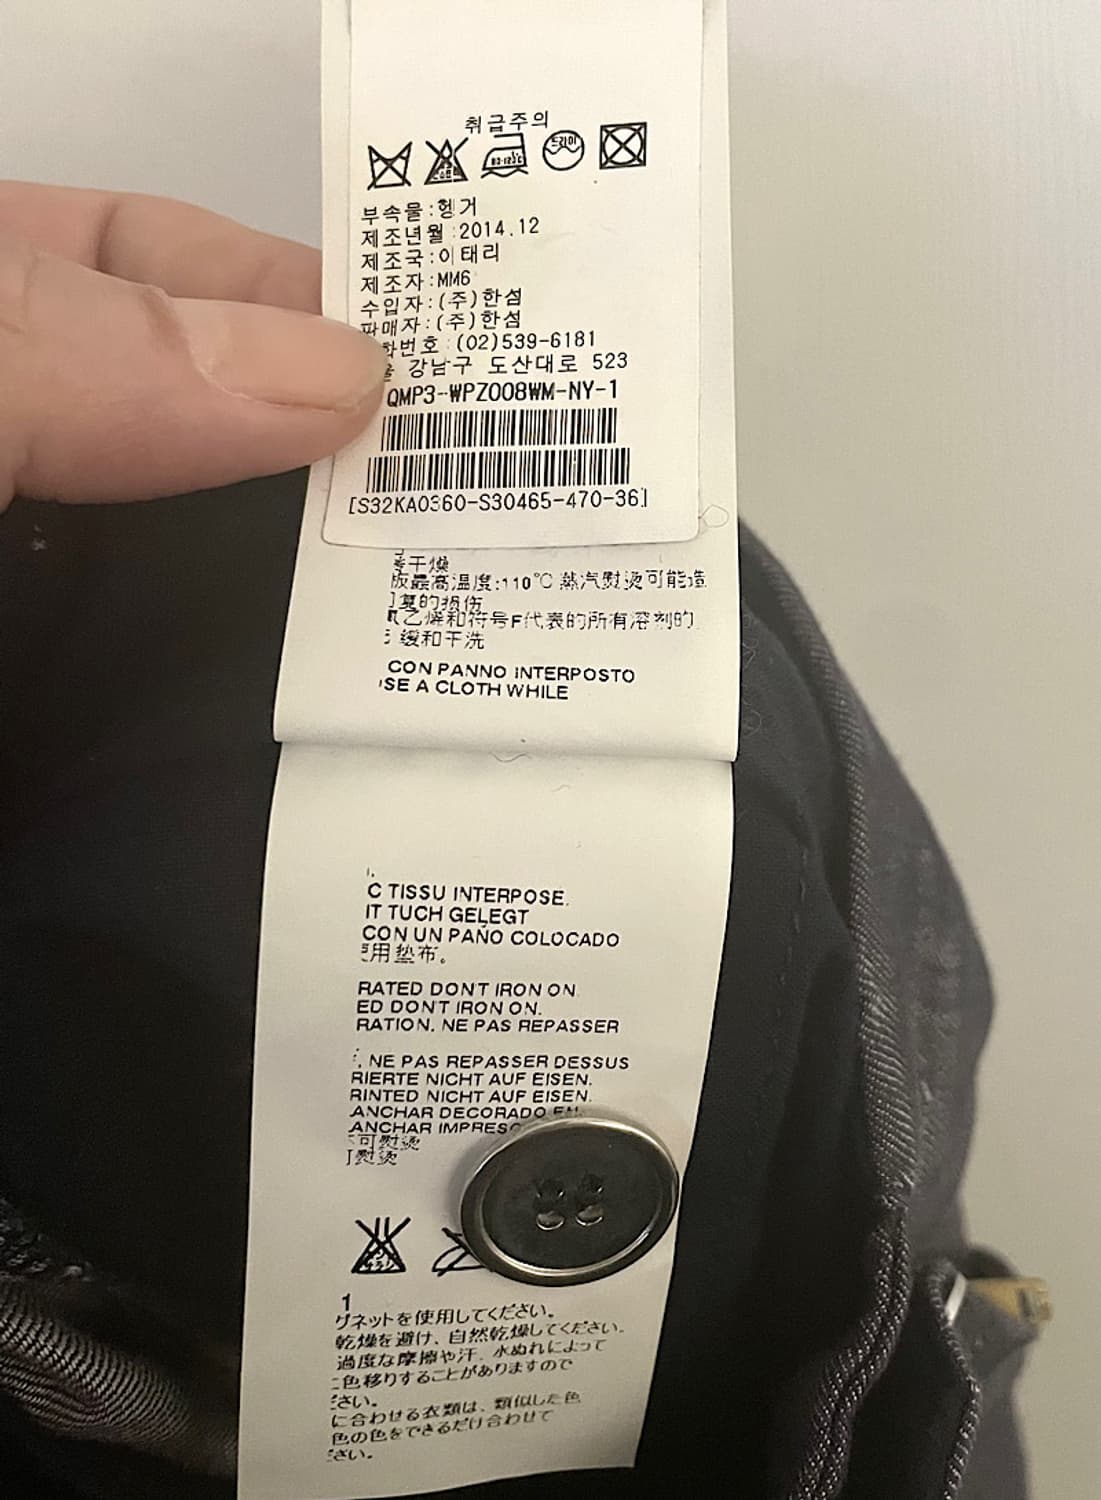 취급주의
80-120℃
드라이
부속물:행거
제조년월:2014.12
제조국:이태리
제조자:MM6
수입자:(주)한섬
판매자:(주)한섬
화번호:(02)539-6181
울 강남구 도산대로 523
QMP3-WPZ008WM-NY-1
[S32KA0360-S30465-470-36]
干燥
版最高温度:110℃ 蒸汽熨烫可能造
复的损伤
乙烯和符号F代表的所有溶剂的
缓和干洗
CON PANNO INTERPOSTO
SE A CLOTH WHILE
C TISSU INTERPOSE.
IT TUCH GELEGT
CON UN PAÑO COLOCADO
用垫布。
RATED DONT IRON ON
ED DON'T IRON ON.
RATION. NE PAS REPASSER
, NE PAS REPASSER DESSUS
RIERTE NICHT AUF EISEN.
RINTED NICHT AUF EISEN.
ANCHAR DECORADO EN
ANCHAR IMPRESO
可熨烫
熨烫
1
グネットを使用してください。
乾燥を避け、自然乾燥してください.
過度な摩擦や汗、水ぬれによって
色移りすることがありますので
さい。
に合わせる衣類は、類似した色
色の色をできるだけ合わせて
さい。